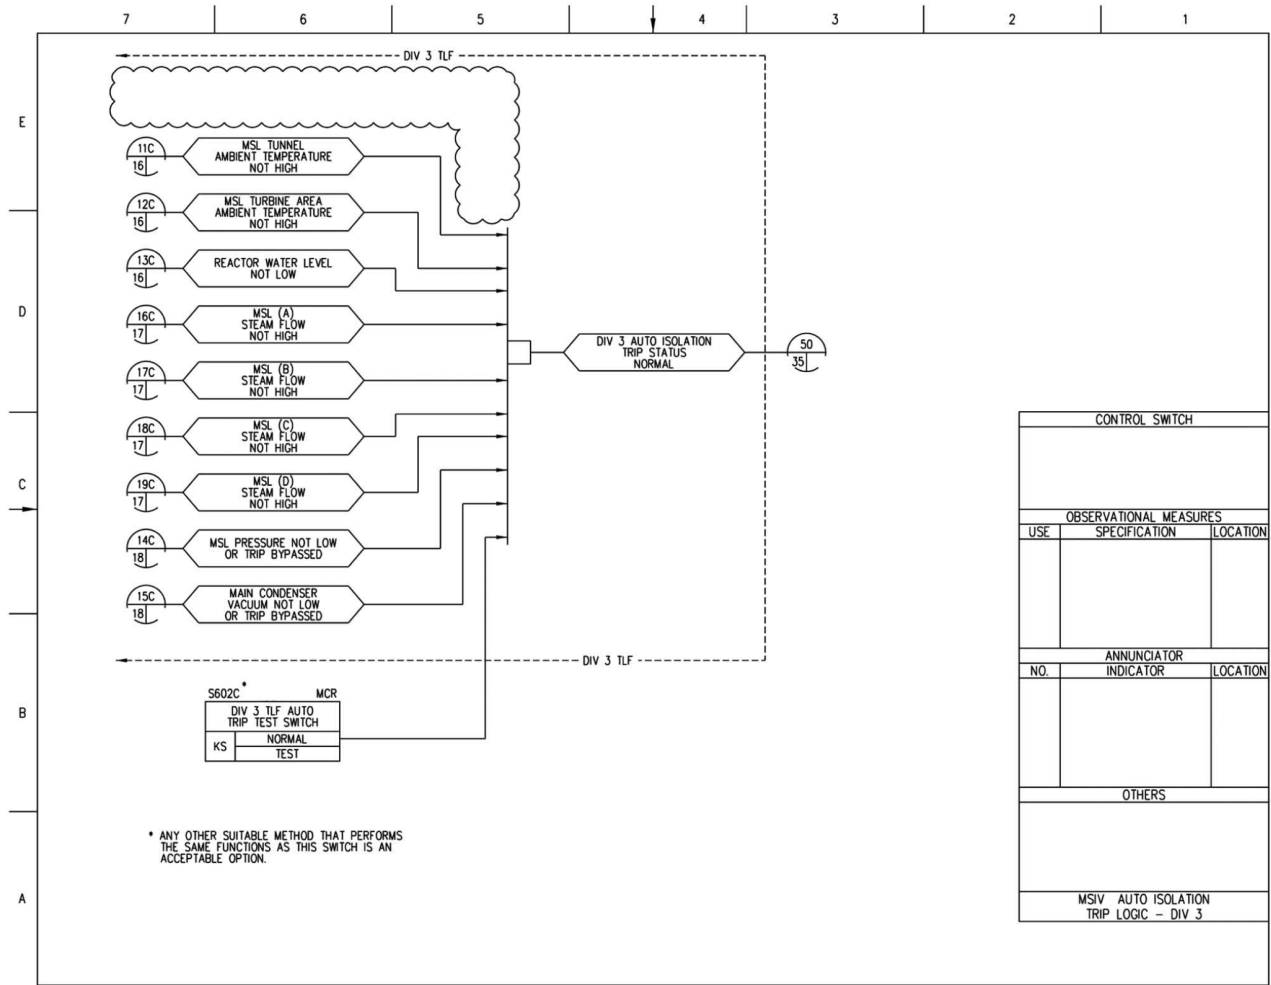 7 6 5 4 3 2 1
E
D
C
B
A
DIV 3 TLF
11C
16
MSL TUNNEL
AMBIENT TEMPERATURE
NOT HIGH
12C
16
MSL TURBINE AREA
AMBIENT TEMPERATURE
NOT HIGH
13C
16
REACTOR WATER LEVEL
NOT LOW
16C
17
MSL (A)
STEAM FLOW
NOT HIGH
17C
17
MSL (B)
STEAM FLOW
NOT HIGH
18C
17
MSL (C)
STEAM FLOW
NOT HIGH
19C
17
MSL (D)
STEAM FLOW
NOT HIGH
14C
18
MSL PRESSURE NOT LOW
OR TRIP BYPASSED
15C
18
MAIN CONDENSER
VACUUM NOT LOW
OR TRIP BYPASSED
DIV 3 AUTO ISOLATION
TRIP STATUS
NORMAL
50
35
DIV 3 TLF
S602C * MCR
DIV 3 TLF AUTO
TRIP TEST SWITCH
KS
NORMAL
TEST
* ANY OTHER SUITABLE METHOD THAT PERFORMS
THE SAME FUNCTIONS AS THIS SWITCH IS AN
ACCEPTABLE OPTION.
CONTROL SWITCH
OBSERVATIONAL MEASURES
USE SPECIFICATION LOCATION
ANNUNCIATOR
NO. INDICATOR LOCATION
OTHERS
MSIV AUTO ISOLATION
TRIP LOGIC - DIV 3